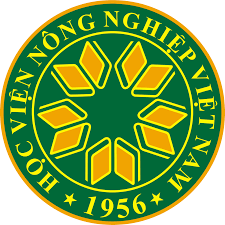 HỌC VIỆN NÔNG NGHIỆP VIỆT NAM
1956